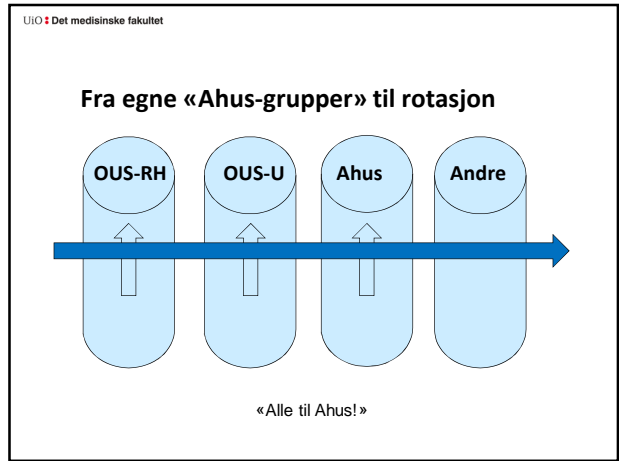 UiO : Det medisinske fakultet
Fra egne «Ahus-grupper» til rotasjon
OUS-RH OUS-U Ahus Andre
«Alle til Ahus!»